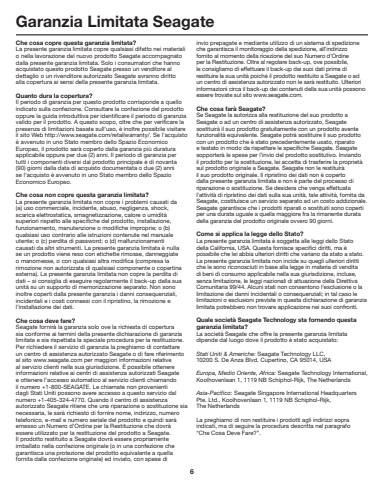 Garanzia Limitata Seagate
Che cosa copre questa garanzia limitata?
La presente garanzia limitata copre qualsiasi difetto nei materiali
o nella lavorazione del nuovo prodotto Seagate accompagnato
dalla presente garanzia limitata. Solo i consumatori che hanno
acquistato questo prodotto Seagate presso un venditore al
dettaglio o un rivenditore autorizzato Seagate avranno diritto
alla copertura ai sensi della presente garanzia limitata.
Quanto dura la copertura?
Il periodo di garanzia per questo prodotto corrisponde a quello
indicato sulla confezione. Consultare la confezione del prodotto
oppure la guida introduttiva per identificare il periodo di garanzia
valido per il prodotto. A questo scopo, oltre che per verificare la
presenza di limitazioni basate sull'uso, è inoltre possibile visitare
il sito Web http://www.seagate.com/retailwarranty/. Se l'acquisto
è avvenuto in uno Stato membro dello Spazio Economico
Europeo, il prodotto sarà coperto dalla garanzia più duratura
applicabile oppure per due (2) anni. Il periodo di garanzia per
tutti i componenti diversi dal prodotto principale è di novanta
(90) giorni dalla data di acquisto documentata o due (2) anni
se l'acquisto è avvenuto in uno Stato membro dello Spazio
Economico Europeo.
Che cosa non copre questa garanzia limitata?
La presente garanzia limitata non copre i problemi causati da
(a) uso commerciale, incidente, abuso, negligenza, shock,
scarica elettrostatica, smagnetizzazione, calore o umidità
superiori rispetto alle specifiche del prodotto, installazione,
funzionamento, manutenzione o modifiche improprie; o (b)
qualsiasi uso contrario alle istruzioni contenute nel manuale
utente; o (c) perdita di password; o (d) malfunzionamenti
causati da altri strumenti. La presente garanzia limitata è nulla
se un prodotto viene reso con etichette rimosse, danneggiate
o manomesse, o con qualsiasi altra modifica (compresa la
rimozione non autorizzata di qualsiasi componente o copertina
esterna). La presente garanzia limitata non copre la perdita di
dati – si consiglia di eseguire regolarmente il back-up della sua
unità su un supporto di memorizzazione separato. Non sono
inoltre coperti dalla presente garanzia i danni consequenziali,
incidentali e i costi connessi con il ripristino, la rimozione e
l'installazione dei dati.
Che cosa deve fare?
Seagate fornirà la garanzia solo ove la richiesta di copertura
sia conforme ai termini della presente dichiarazione di garanzia
limitata e sia rispettata la speciale procedura per la restituzione.
Per richiedere il servizio di garanzia la preghiamo di contattare
un centro di assistenza autorizzato Seagate o di fare riferimento
al sito www.seagate.com per maggiori informazioni relative
al servizio clienti nella sua giurisdizione. È possibile ottenere
informazioni relative ai centri di assistenza autorizzati Seagate
e ottenere l'accesso automatico al servizio clienti chiamando
il numero +1-800-SEAGATE. Le chiamate non provenienti
dagli Stati Uniti possono avere accesso a questo servizio dal
numero +1-405-324-4770. Quando il centro di assistenza
autorizzato Seagate ritiene che una riparazione o sostituzione sia
necessaria, le sarà richiesto di fornire nome, indirizzo, numero
telefonico, e-mail e numero seriale del prodotto e quindi sarà
emesso un Numero d'Ordine per la Restituzione che dovrà
essere utilizzato per la restituzione del prodotto a Seagate.
Il prodotto restituito a Seagate dovrà essere propriamente
imballato nella confezione originale (o in una confezione che
garantisca una protezione del prodotto equivalente a quella
fornita dalla confezione originale) ed inviato, con spese di
invio prepagate e mediante utilizzo di un sistema di spedizione
che garantisca il monitoraggio della spedizione, all'indirizzo
fornito al momento della ricezione del suo Numero d'Ordine
per la Restituzione. Oltre al regolare back-up, ove possibile,
le consigliamo di effettuare il back-up dei suoi dati prima di
restituire la sua unità poiché il prodotto restituito a Seagate o ad
un centro di assistenza autorizzato non le sarà restituito. Ulteriori
informazioni circa il back-up dei contenuti della sua unità possono
essere trovate sul sito www.seagate.com.
Che cosa farà Seagate?
Se Seagate la autorizza alla restituzione del suo prodotto a
Seagate o ad un centro di assistenza autorizzato, Seagate
sostituirà il suo prodotto gratuitamente con un prodotto avente
funzionalità equivalente. Seagate potrà sostituire il suo prodotto
con un prodotto che è stato precedentemente usato, riparato
e testato in modo da rispettare le specifiche Seagate. Seagate
sopporterà le spese per l'invio del prodotto sostitutivo. Inviando
il prodotto per la sostituzione, lei accetta di trasferire la proprietà
sul prodotto originale a Seagate. Seagate non le restituirà
il suo prodotto originale. Il ripristino dei dati non è coperto
dalla presente garanzia limitata e non è parte del processo di
riparazione o sostituzione. Se desidera che venga effettuata
l'attività di ripristino dei dati sulla sua unità, tale attività, fornita da
Seagate, costituisce un servizio separato ad un costo addizionale.
Seagate garantisce che i prodotti riparati o sostituiti sono coperti
per una durata uguale a quella maggiore fra la rimanente durata
della garanzia del prodotto originale ovvero 90 giorni.
Come si applica la legge dello Stato?
La presente garanzia limitata è soggetta alle leggi dello Stato
della California, USA. Questa fornisce specifici diritti, ma è
possibile che lei abbia ulteriori diritti che variano da stato a stato.
La presente garanzia limitata non incide su quegli ulteriori diritti
che le sono riconosciuti in base alla legge in materia di vendita
di beni di consumo applicabile nella sua giurisdizione, incluse,
senza limitazione, le leggi nazionali di attuazione della Direttiva
Comunitaria 99/44. Alcuni stati non consentono l'esclusione o la
limitazione dei danni incidentali o consequenziali; in tal caso le
limitazioni o esclusioni previste in questa dichiarazione di garanzia
limitata potrebbero non trovare applicazione nei suoi confronti.
Quale società Seagate Technology sta fornendo questa
garanzia limitata?
La società Seagate che offre la presente garanzia limitata
dipende dal luogo dove il prodotto è stato acquistato:
Stati Uniti & Americhe: Seagate Technology LLC,
10200 S. De Anza Blvd. Cupertino, CA 95014, USA
Europa, Medio Oriente, Africa: Seagate Technology International,
Koolhovenlaan 1, 1119 NB Schiphol-Rijk, The Netherlands
Asia-Pacifico: Seagate Singapore International Headquarters
Pte. Ltd., Koolhovenlaan 1, 1119 NB Schiphol-Rijk,
The Netherlands
La preghiamo di non restituire i prodotti agli indirizzi sopra
indicati, ma di seguire la procedura descritta nel paragrafo
"Che Cosa Deve Fare?".
6